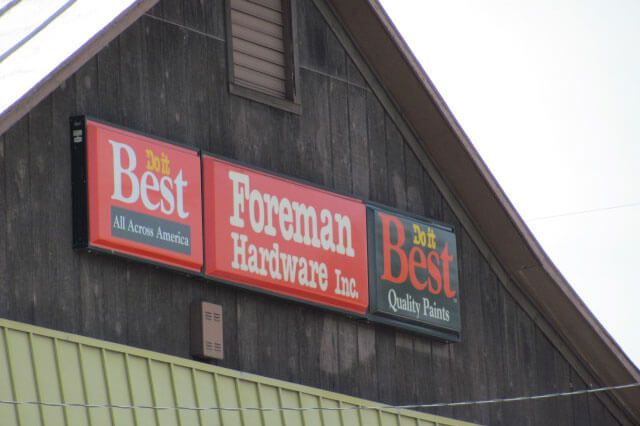 Do it
Best
All Across America
Foreman
Hardware Inc.
Do it
Best
Quality Paints